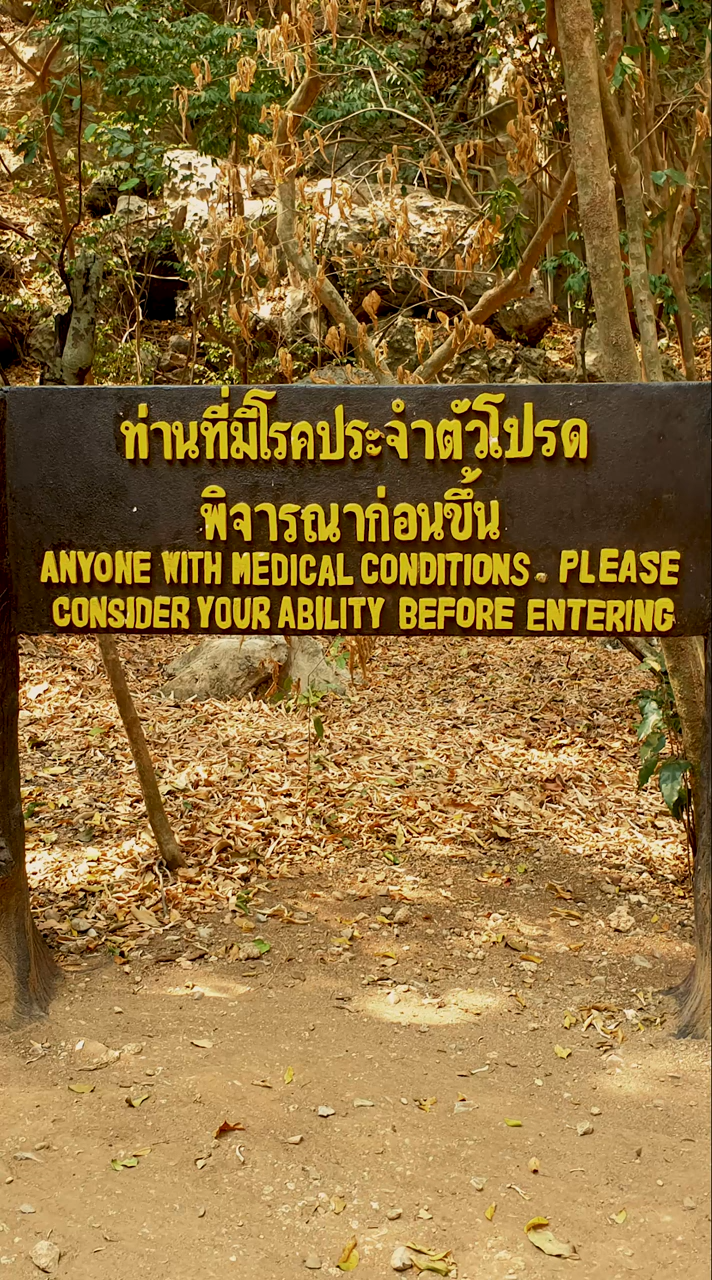 ท่านที่มีโรคประจำตัวโปรด
พิจารณาก่อนขึ้น
ANYONE WITH MEDICAL CONDITIONS. PLEASE
CONSIDER YOUR ABILITY BEFORE ENTERING